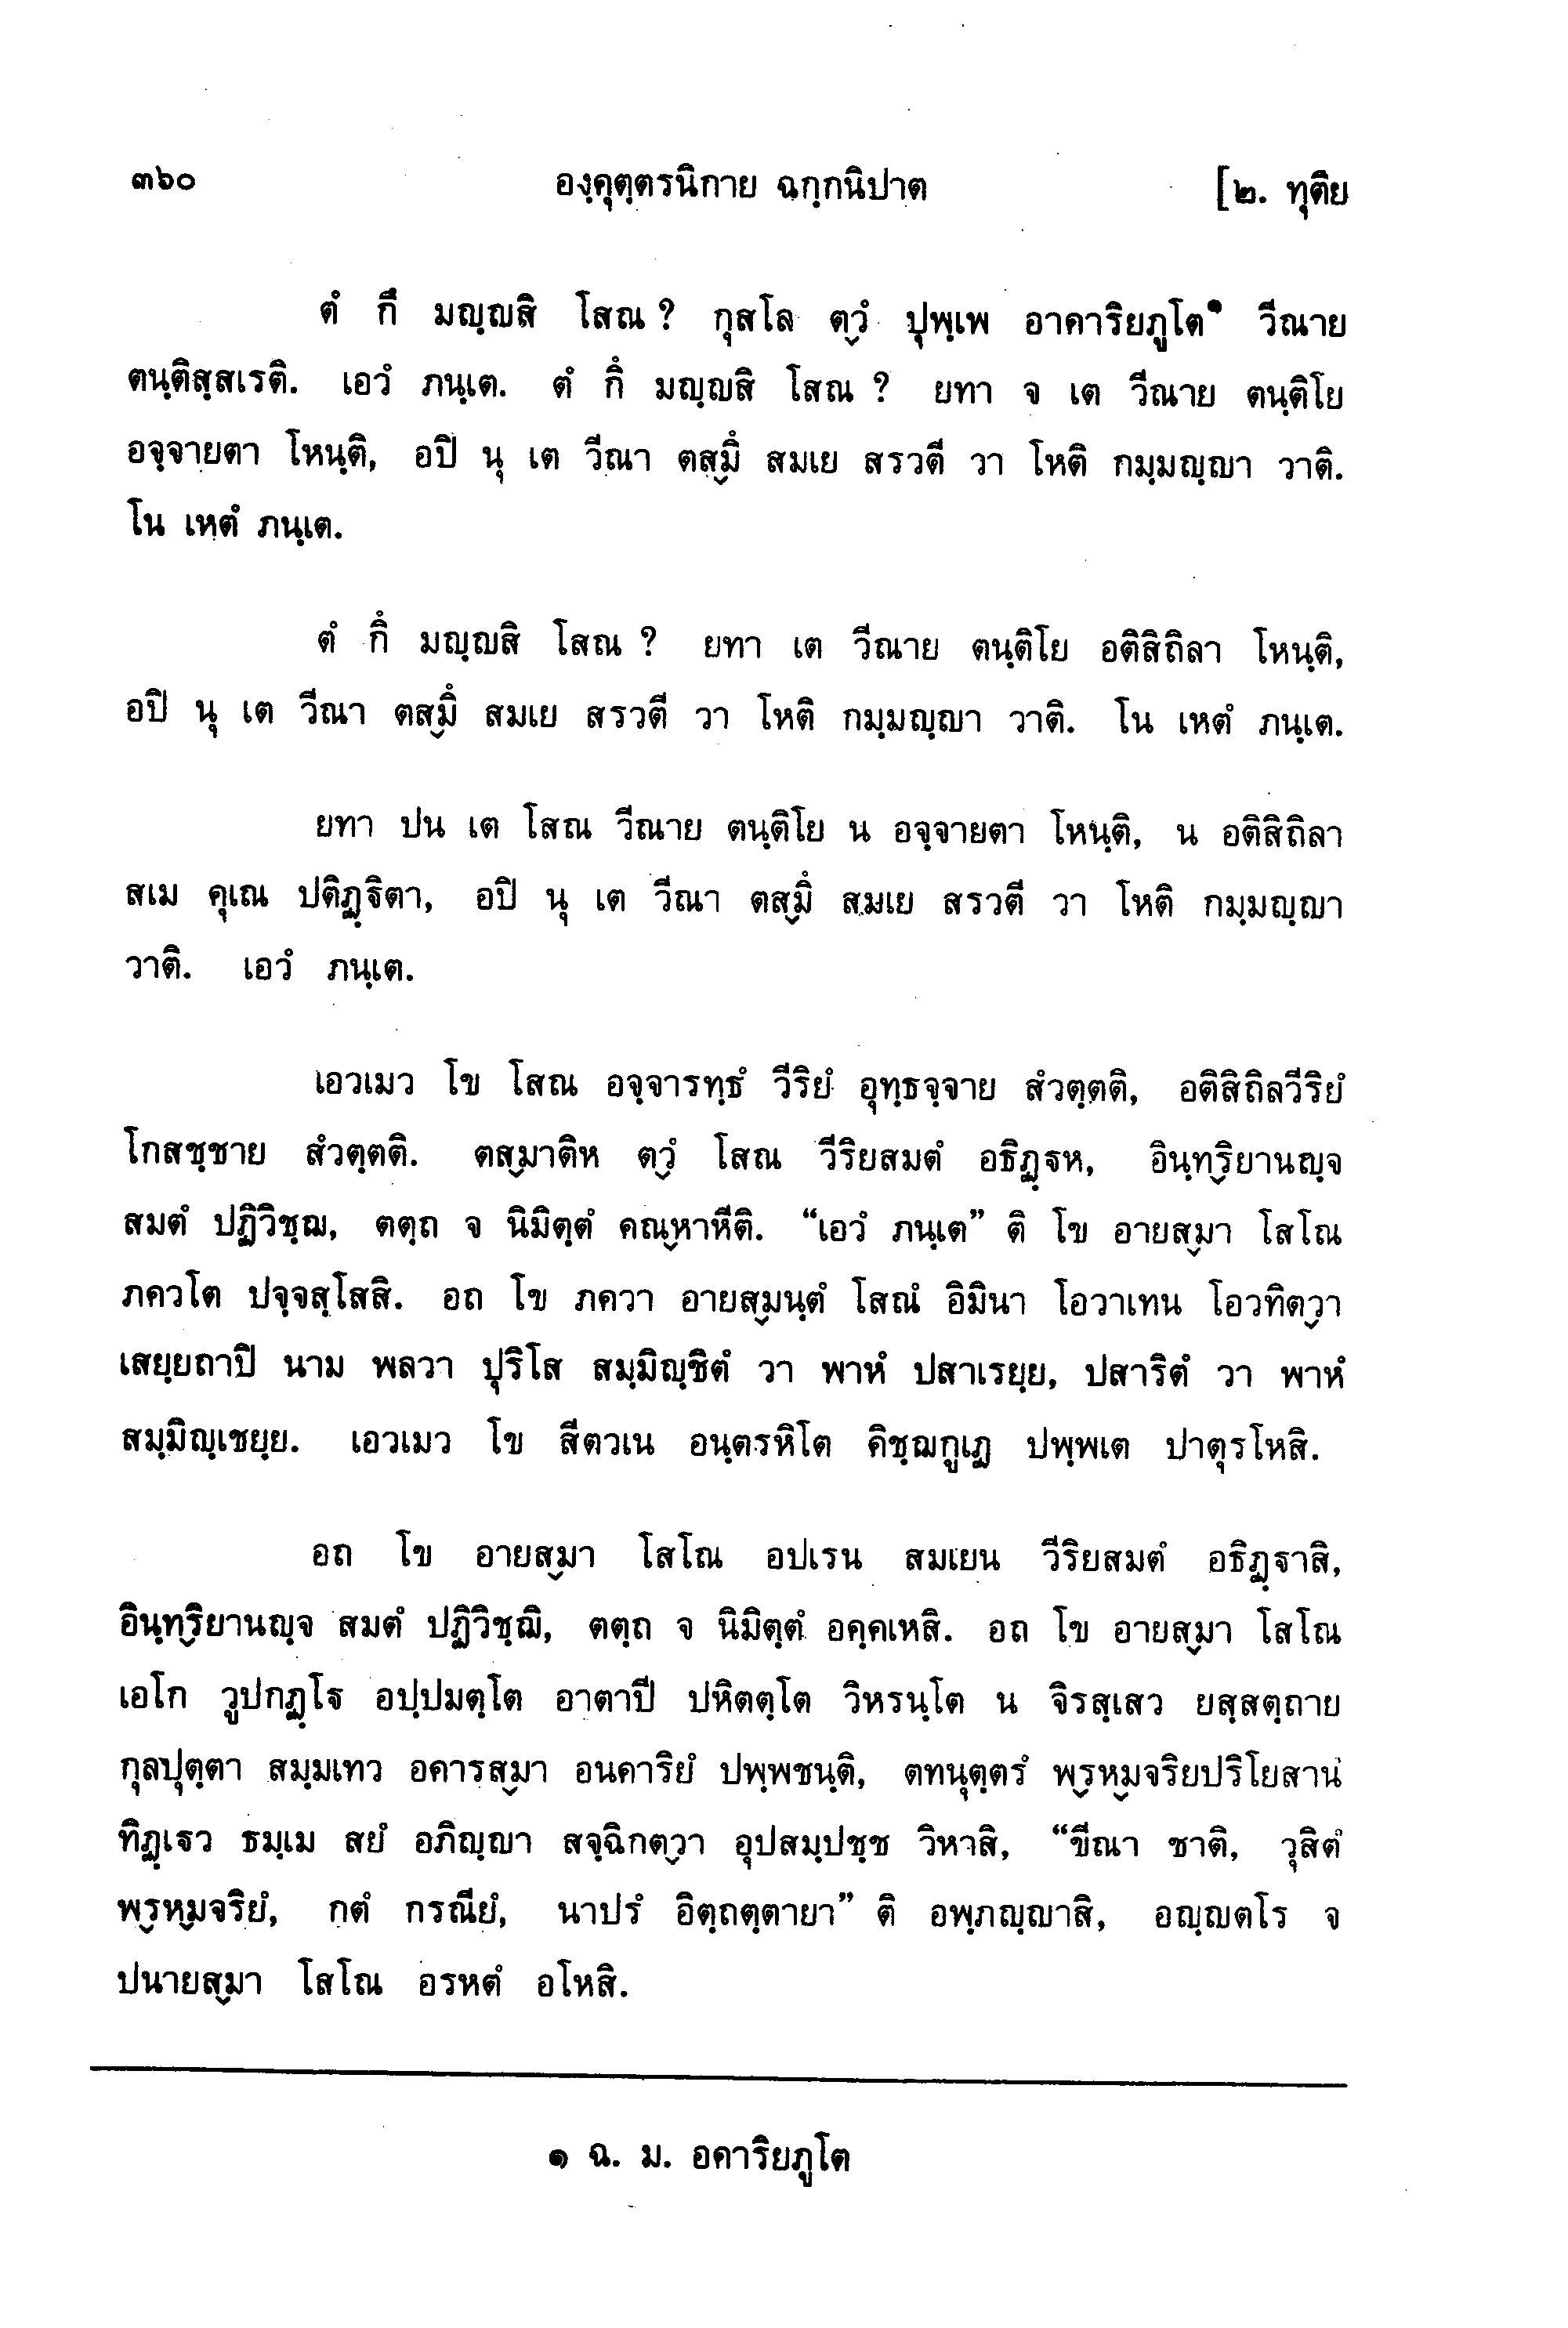 ๓๖๐ องฺคุตฺตรนิกาย ฉกฺกนิปาต [๒. ทุติย
ตํ กึ มญฺญสิ โสณ ? กุสโล ตฺวํ ปุพฺเพ อาคาริยภูโต๑ วีณาย
ตนฺติสฺสเรติ. เอวํ ภนฺเต. ตํ กิํ มญฺญสิ โสณ ? ยทา จ เต วีณาย ตนฺติโย
อจฺจายตา โหนฺติ, อปิ นุ เต วีณา ตสฺมิํ สมเย สรวตี วา โหติ กมฺมญฺญา วาติ.
โน เหตํ ภนฺเต.
ตํ กิํ มญฺญสิ โสณ ? ยทา เต วีณาย ตนฺติโย อติสิถิลา โหนฺติ,
อปิ นุ เต วีณา ตสฺมิํ สมเย สรวตี วา โหติ กมฺมญฺญา วาติ. โน เหตํ ภนฺเต.
ยทา ปน เต โสณ วีณาย ตนฺติโย น อจฺจายตา โหนฺติ, น อติสิถิลา
สเม คุเณ ปติฏฺฐิตา, อปิ นุ เต วีณา ตสฺมิํ สมเย สรวตี วา โหติ กมฺมญฺญา
วาติ. เอวํ ภนฺเต.
เอวเมว โข โสณ อจฺจารทฺธํ วีริยํ อุทฺธจฺจาย สํวตฺตติ, อติสิถิลวีริยํ
โกสชฺชาย สํวตฺตติ. ตสฺมาติห ตฺวํ โสณ วีริยสมตํ อธิฏฺฐห, อินฺทฺริยานญฺจ
สมตํ ปฏิวิชฺฌ, ตตฺถ จ นิมิตฺตํ คณฺหาหีติ. “เอวํ ภนฺเต” ติ โข อายสฺมา โสโณ
ภควโต ปจฺจสฺโสสิ. อถ โข ภควา อายสฺมนฺตํ โสณํ อิมินา โอวาเทน โอวทิตฺวา
เสยฺยถาปิ นาม พลวา ปุริโส สมฺมิญฺชิตํ วา พาหํ ปสาเรยฺย, ปสาริตํ วา พาหํ
สมฺมิญฺเชยฺย. เอวเมว โข สีตวเน อนฺตรหิโต คิชฺฌกูเฏ ปพฺพเต ปาตุรโหสิ.
อถ โข อายสฺมา โสโณ อปเรน สมเยน วีริยสมตํ อธิฏฺฐาสิ,
อินฺทฺริยานญฺจ สมตํ ปฏิวิชฺฌิ, ตตฺถ จ นิมิตฺตํ อคฺคเหสิ. อถ โข อายสฺมา โสโณ
เอโก วูปกฏฺโฐ อปฺปมตฺโต อาตาปี ปหิตตฺโต วิหรนฺโต น จิรสฺเสว ยสฺสตฺถาย
กุลปุตฺตา สมฺมเทว อคารสฺมา อนคาริยํ ปพฺพชนฺติ, ตทนุตฺตรํ พฺรหฺมจริยปริโยสานํ
ทิฏฺเฐว ธมฺเม สยํ อภิญฺญา สจฺฉิกตฺวา อุปสมฺปชฺช วิหาสิ, “ขีณา ชาติ, วุสิตํ
พฺรหฺมจริยํ, กตํ กรณียํ, นาปรํ อิตฺถตฺตายา” ติ อพฺภญฺญาสิ, อญฺญตโร จ
ปนายสฺมา โสโณ อรหตํ อโหสิ.
๑ ฉ. ม. อคาริยภูโต